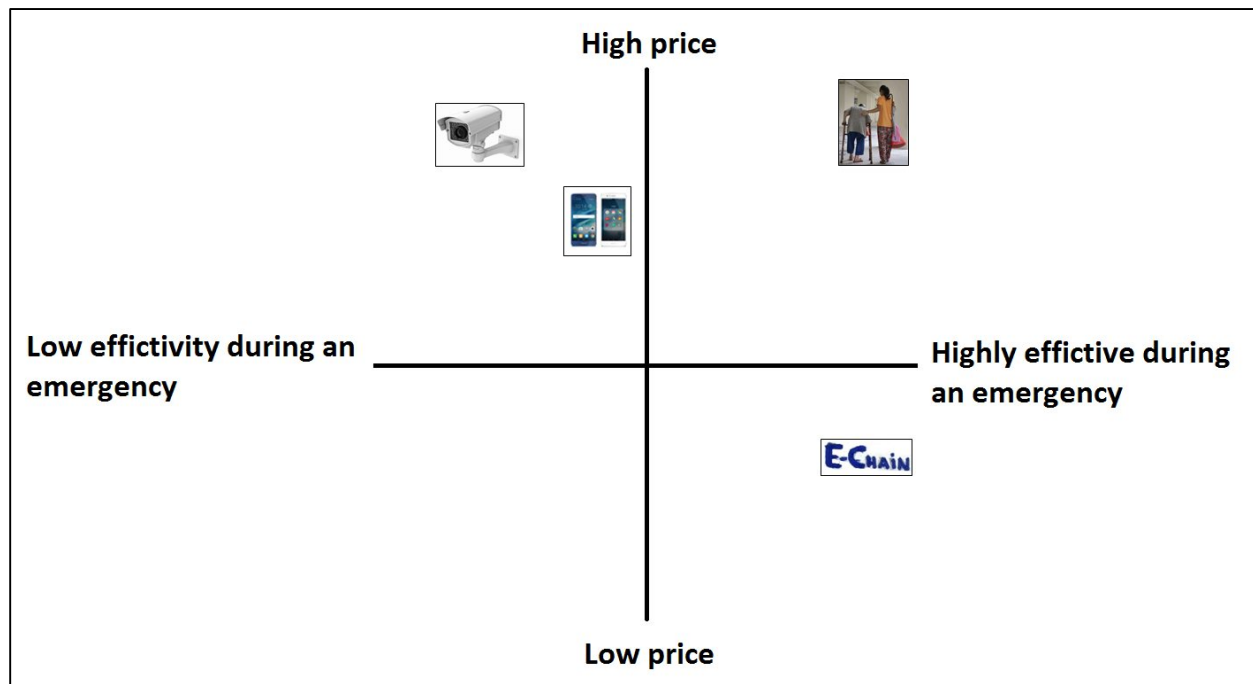 High price
Low effictivity during an
emergency
Highly effictive during
an emergency
E-CHAIN
Low price